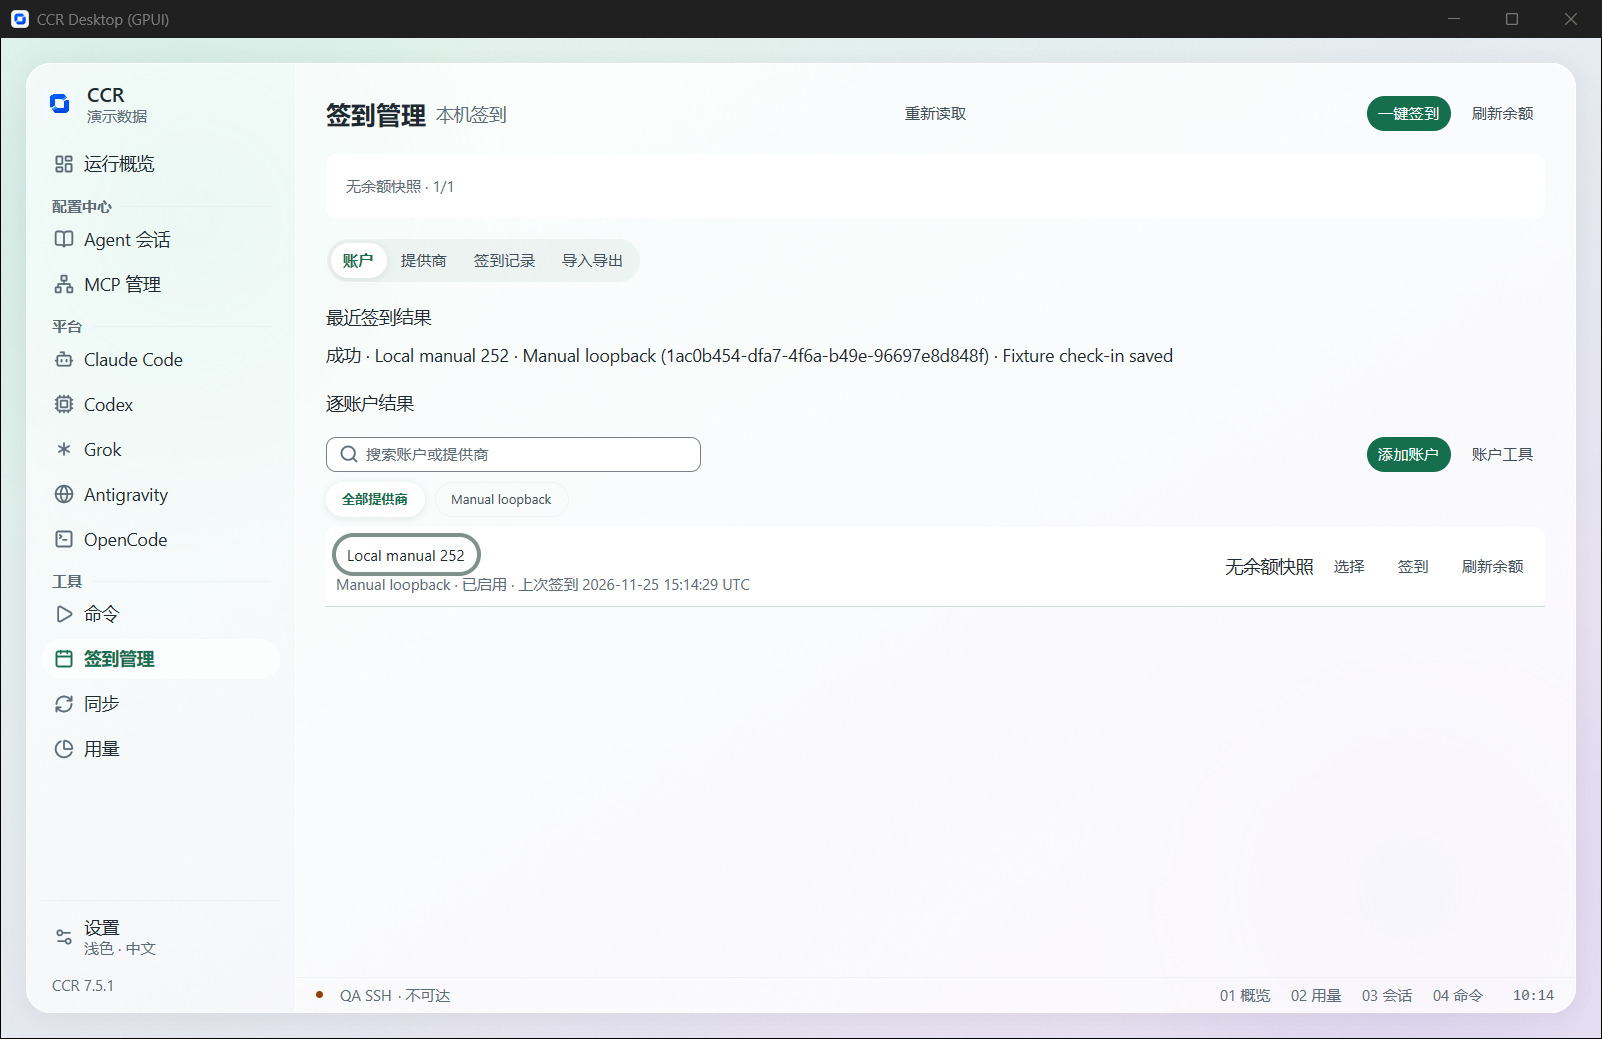 CCR Desktop (GPUI)
CCR
演示数据
运行概览
配置中心
Agent 会话
MCP 管理
平台
Claude Code
Codex
Grok
Antigravity
OpenCode
工具
命令
签到管理
同步
用量
设置
浅色 · 中文
CCR 7.5.1
签到管理 本机签到 重新读取 一键签到 刷新余额
无余额快照 · 1/1
账户 提供商 签到记录 导入导出
最近签到结果
成功 · Local manual 252 · Manual loopback (1ac0b454-dfa7-4f6a-b49e-96697e8d848f) · Fixture check-in saved
逐账户结果
搜索账户或提供商 添加账户 账户工具
全部提供商 Manual loopback
Local manual 252
Manual loopback · 已启用 · 上次签到 2026-11-25 15:14:29 UTC
无余额快照 选择 签到 刷新余额
QA SSH · 不可达 01 概览 02 用量 03 会话 04 命令 10:14